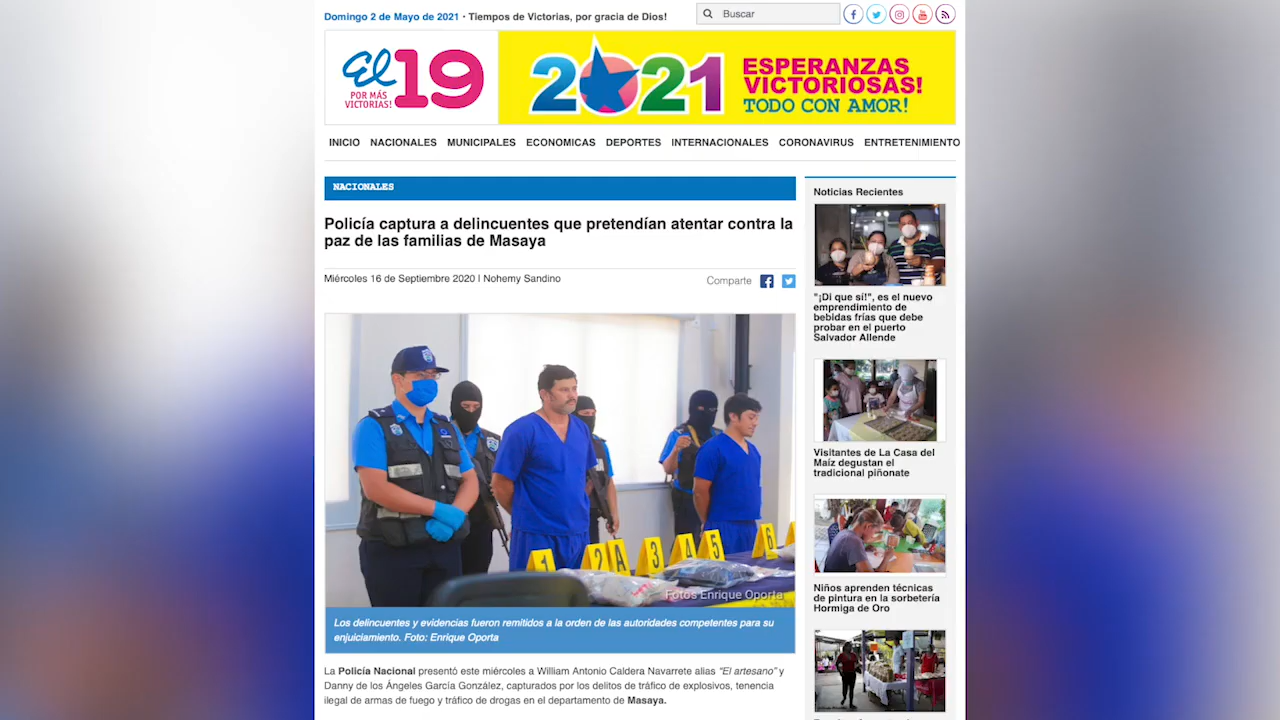 Domingo 2 de Mayo de 2021 · Tiempos de Victorias, por gracia de Dios!
Buscar
El 19
POR MÁS
VICTORIAS!
2021
ESPERANZAS
VICTORIOSAS!
TODO CON AMOR!
INICIO NACIONALES MUNICIPALES ECONOMICAS DEPORTES INTERNACIONALES CORONAVIRUS ENTRETENIMIENTO
NACIONALES
Policía captura a delincuentes que pretendían atentar contra la
paz de las familias de Masaya
Miércoles 16 de Septiembre 2020 | Nohemy Sandino
Comparte
1 2A 3 4 5 6
Fotos Enrique Oporta
Los delincuentes y evidencias fueron remitidos a la orden de las autoridades competentes para su
enjuiciamiento. Foto: Enrique Oporta
La Policía Nacional presentó este miércoles a William Antonio Caldera Navarrete alias "El artesano" y
Danny de los Ángeles García González, capturados por los delitos de tráfico de explosivos, tenencia
ilegal de armas de fuego y tráfico de drogas en el departamento de Masaya.
Noticias Recientes
"¡Di que sí!", es el nuevo
emprendimiento de
bebidas frías que debe
probar en el puerto
Salvador Allende
Visitantes de La Casa del
Maíz degustan el
tradicional piñonate
Niños aprenden técnicas
de pintura en la sorbetería
Hormiga de Oro